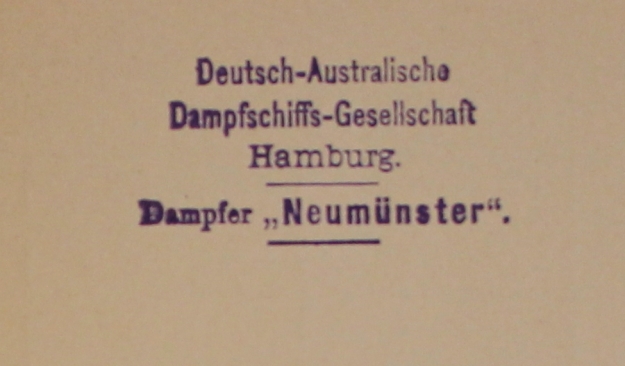 Deutsch-Australische
Dampfschiffs-Gesellschaft
Hamburg.
Dampfer „Neumünster“.